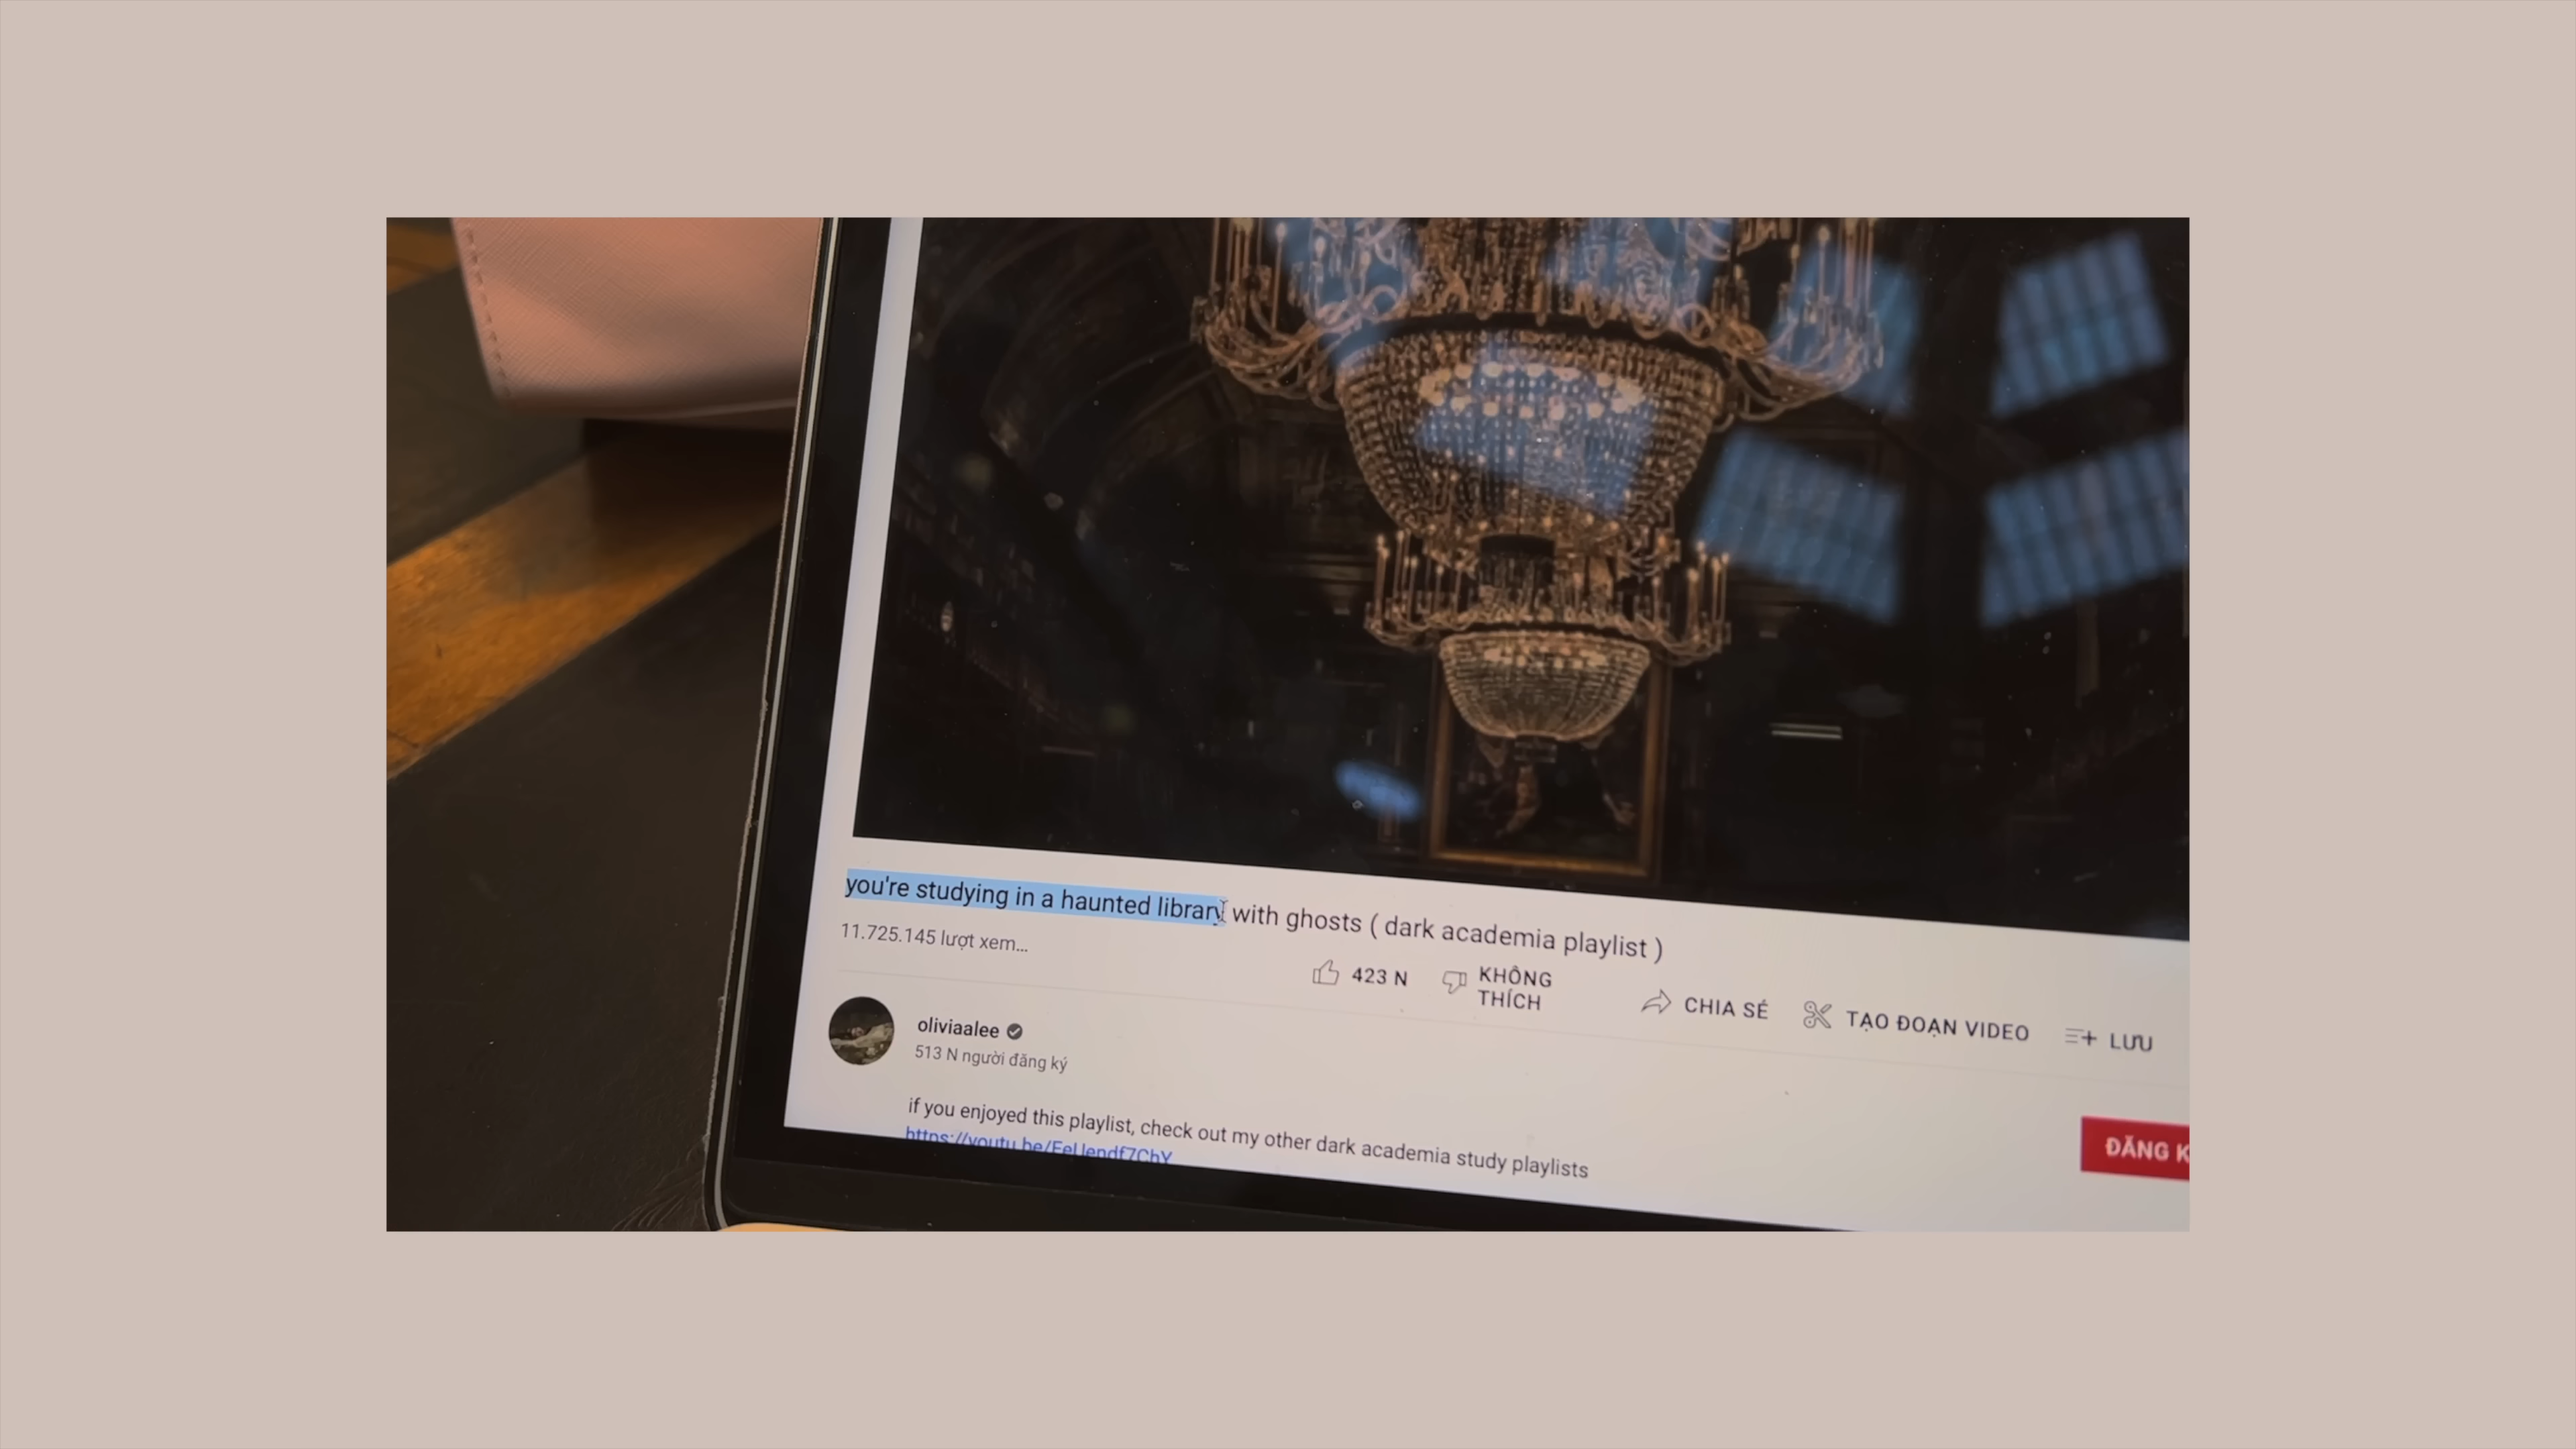 you're studying in a haunted library with ghosts ( dark academia playlist )
11.725.145 lượt xem...
423 N
KHÔNG
THÍCH
CHIA SẺ
TẠO ĐOẠN VIDEO
LƯU
oliviaalee
513 N người đăng ký
if you enjoyed this playlist, check out my other dark academia study playlists
ĐĂNG K